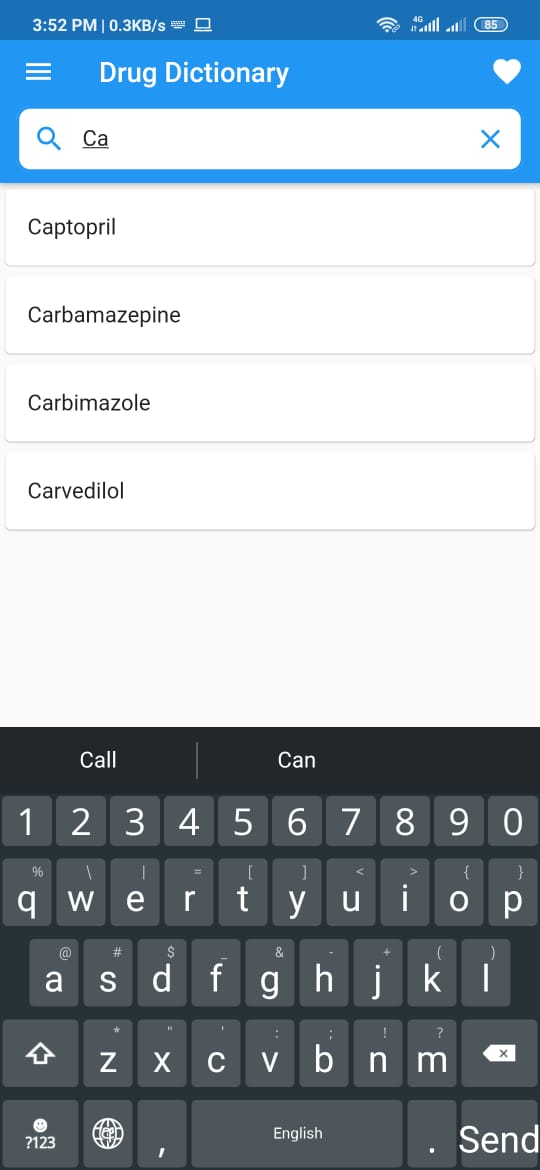 3:52 PM | 0.3KB/s 4G 85
Drug Dictionary
Ca
Captopril
Carbamazepine
Carbimazole
Carvedilol
Call Can
1 2 3 4 5 6 7 8 9 0
% \ | = [ ] < > { }
q w e r t y u i o p
@ # $ _ & - + ( )
a s d f g h j k l
* " ' : ; ! ?
z x c v b n m
?123 , English . Send